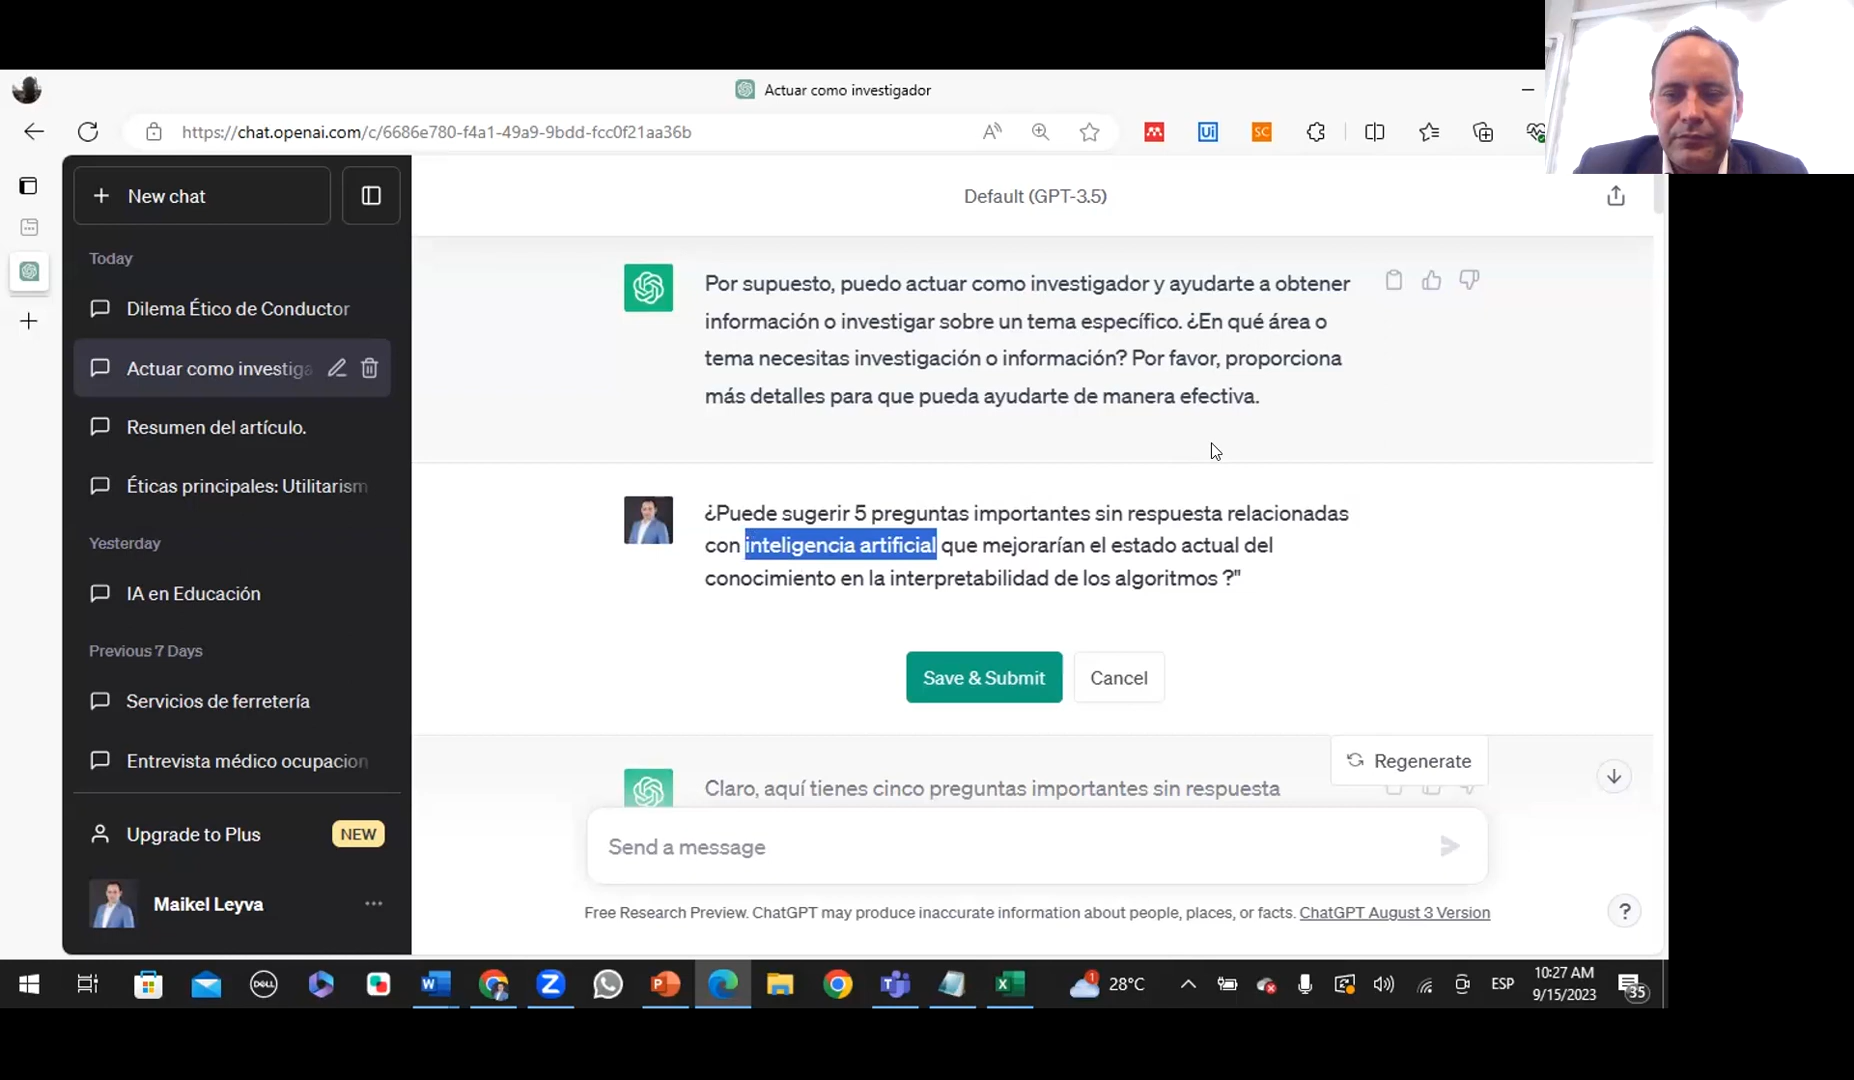 Actuar como investigador
https://chat.openai.com/c/6686e780-f4a1-49a9-9bdd-fcc0f21aa36b
New chat
Default (GPT-3.5)
Today
Dilema Ético de Conductor
Actuar como investiga
Resumen del artículo.
Éticas principales: Utilitarism
Yesterday
IA en Educación
Previous 7 Days
Servicios de ferretería
Entrevista médico ocupacion
Upgrade to Plus NEW
Maikel Leyva
Por supuesto, puedo actuar como investigador y ayudarte a obtener
información o investigar sobre un tema específico. ¿En qué área o
tema necesitas investigación o información? Por favor, proporciona
más detalles para que pueda ayudarte de manera efectiva.
¿Puede sugerir 5 preguntas importantes sin respuesta relacionadas
con inteligencia artificial que mejorarían el estado actual del
conocimiento en la interpretabilidad de los algoritmos ?"
Save & Submit Cancel
Regenerate
Claro, aquí tienes cinco preguntas importantes sin respuesta
Send a message
Free Research Preview. ChatGPT may produce inaccurate information about people, places, or facts. ChatGPT August 3 Version
?
28°C
ESP
10:27 AM
9/15/2023
35